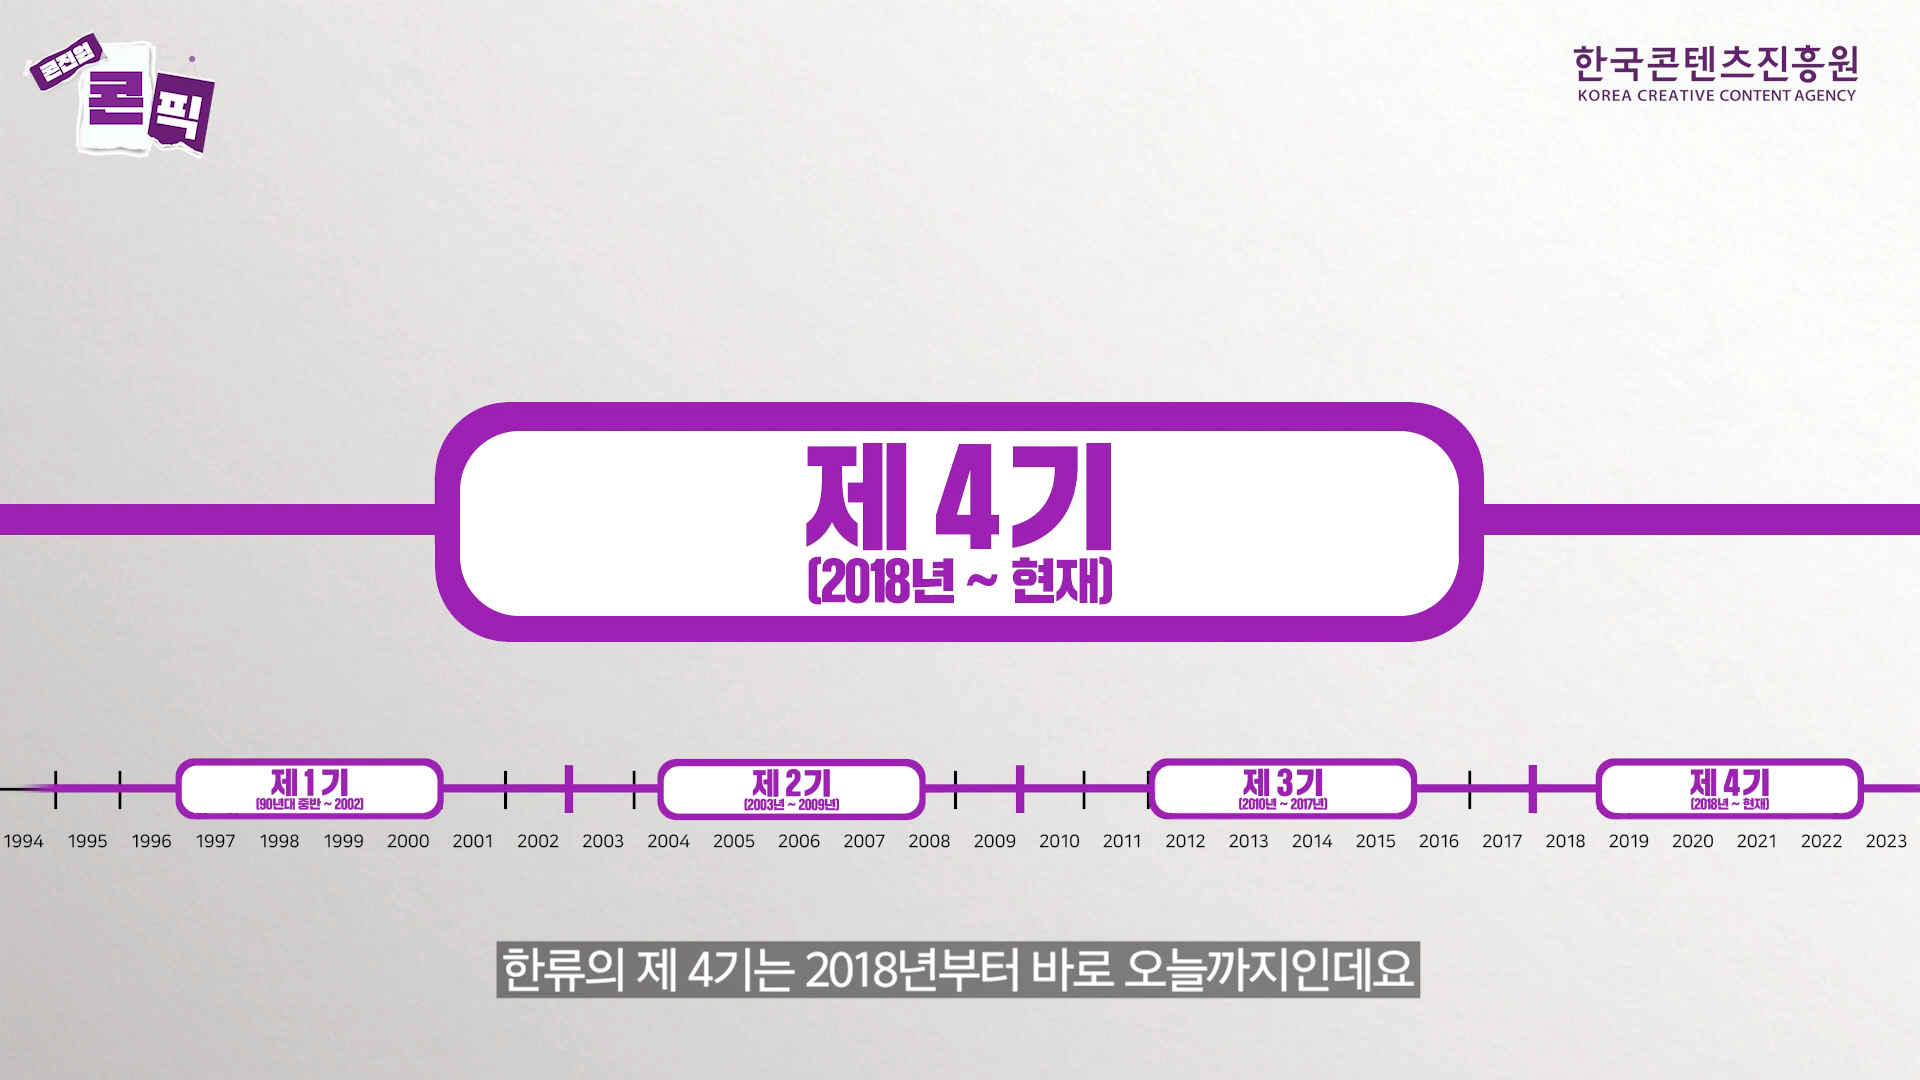 콘진원
콘픽
한국콘텐츠진흥원
KOREA CREATIVE CONTENT AGENCY
제 4기
(2018년 ~ 현재)
제 1기
(90년대 중반 ~ 2002)
제 2기
(2003년 ~ 2009년)
제 3기
(2010년 ~ 2017년)
제 4기
(2018년 ~ 현재)
1994 1995 1996 1997 1998 1999 2000 2001 2002 2003 2004 2005 2006 2007 2008 2009 2010 2011 2012 2013 2014 2015 2016 2017 2018 2019 2020 2021 2022 2023
한류의 제 4기는 2018년부터 바로 오늘까지인데요